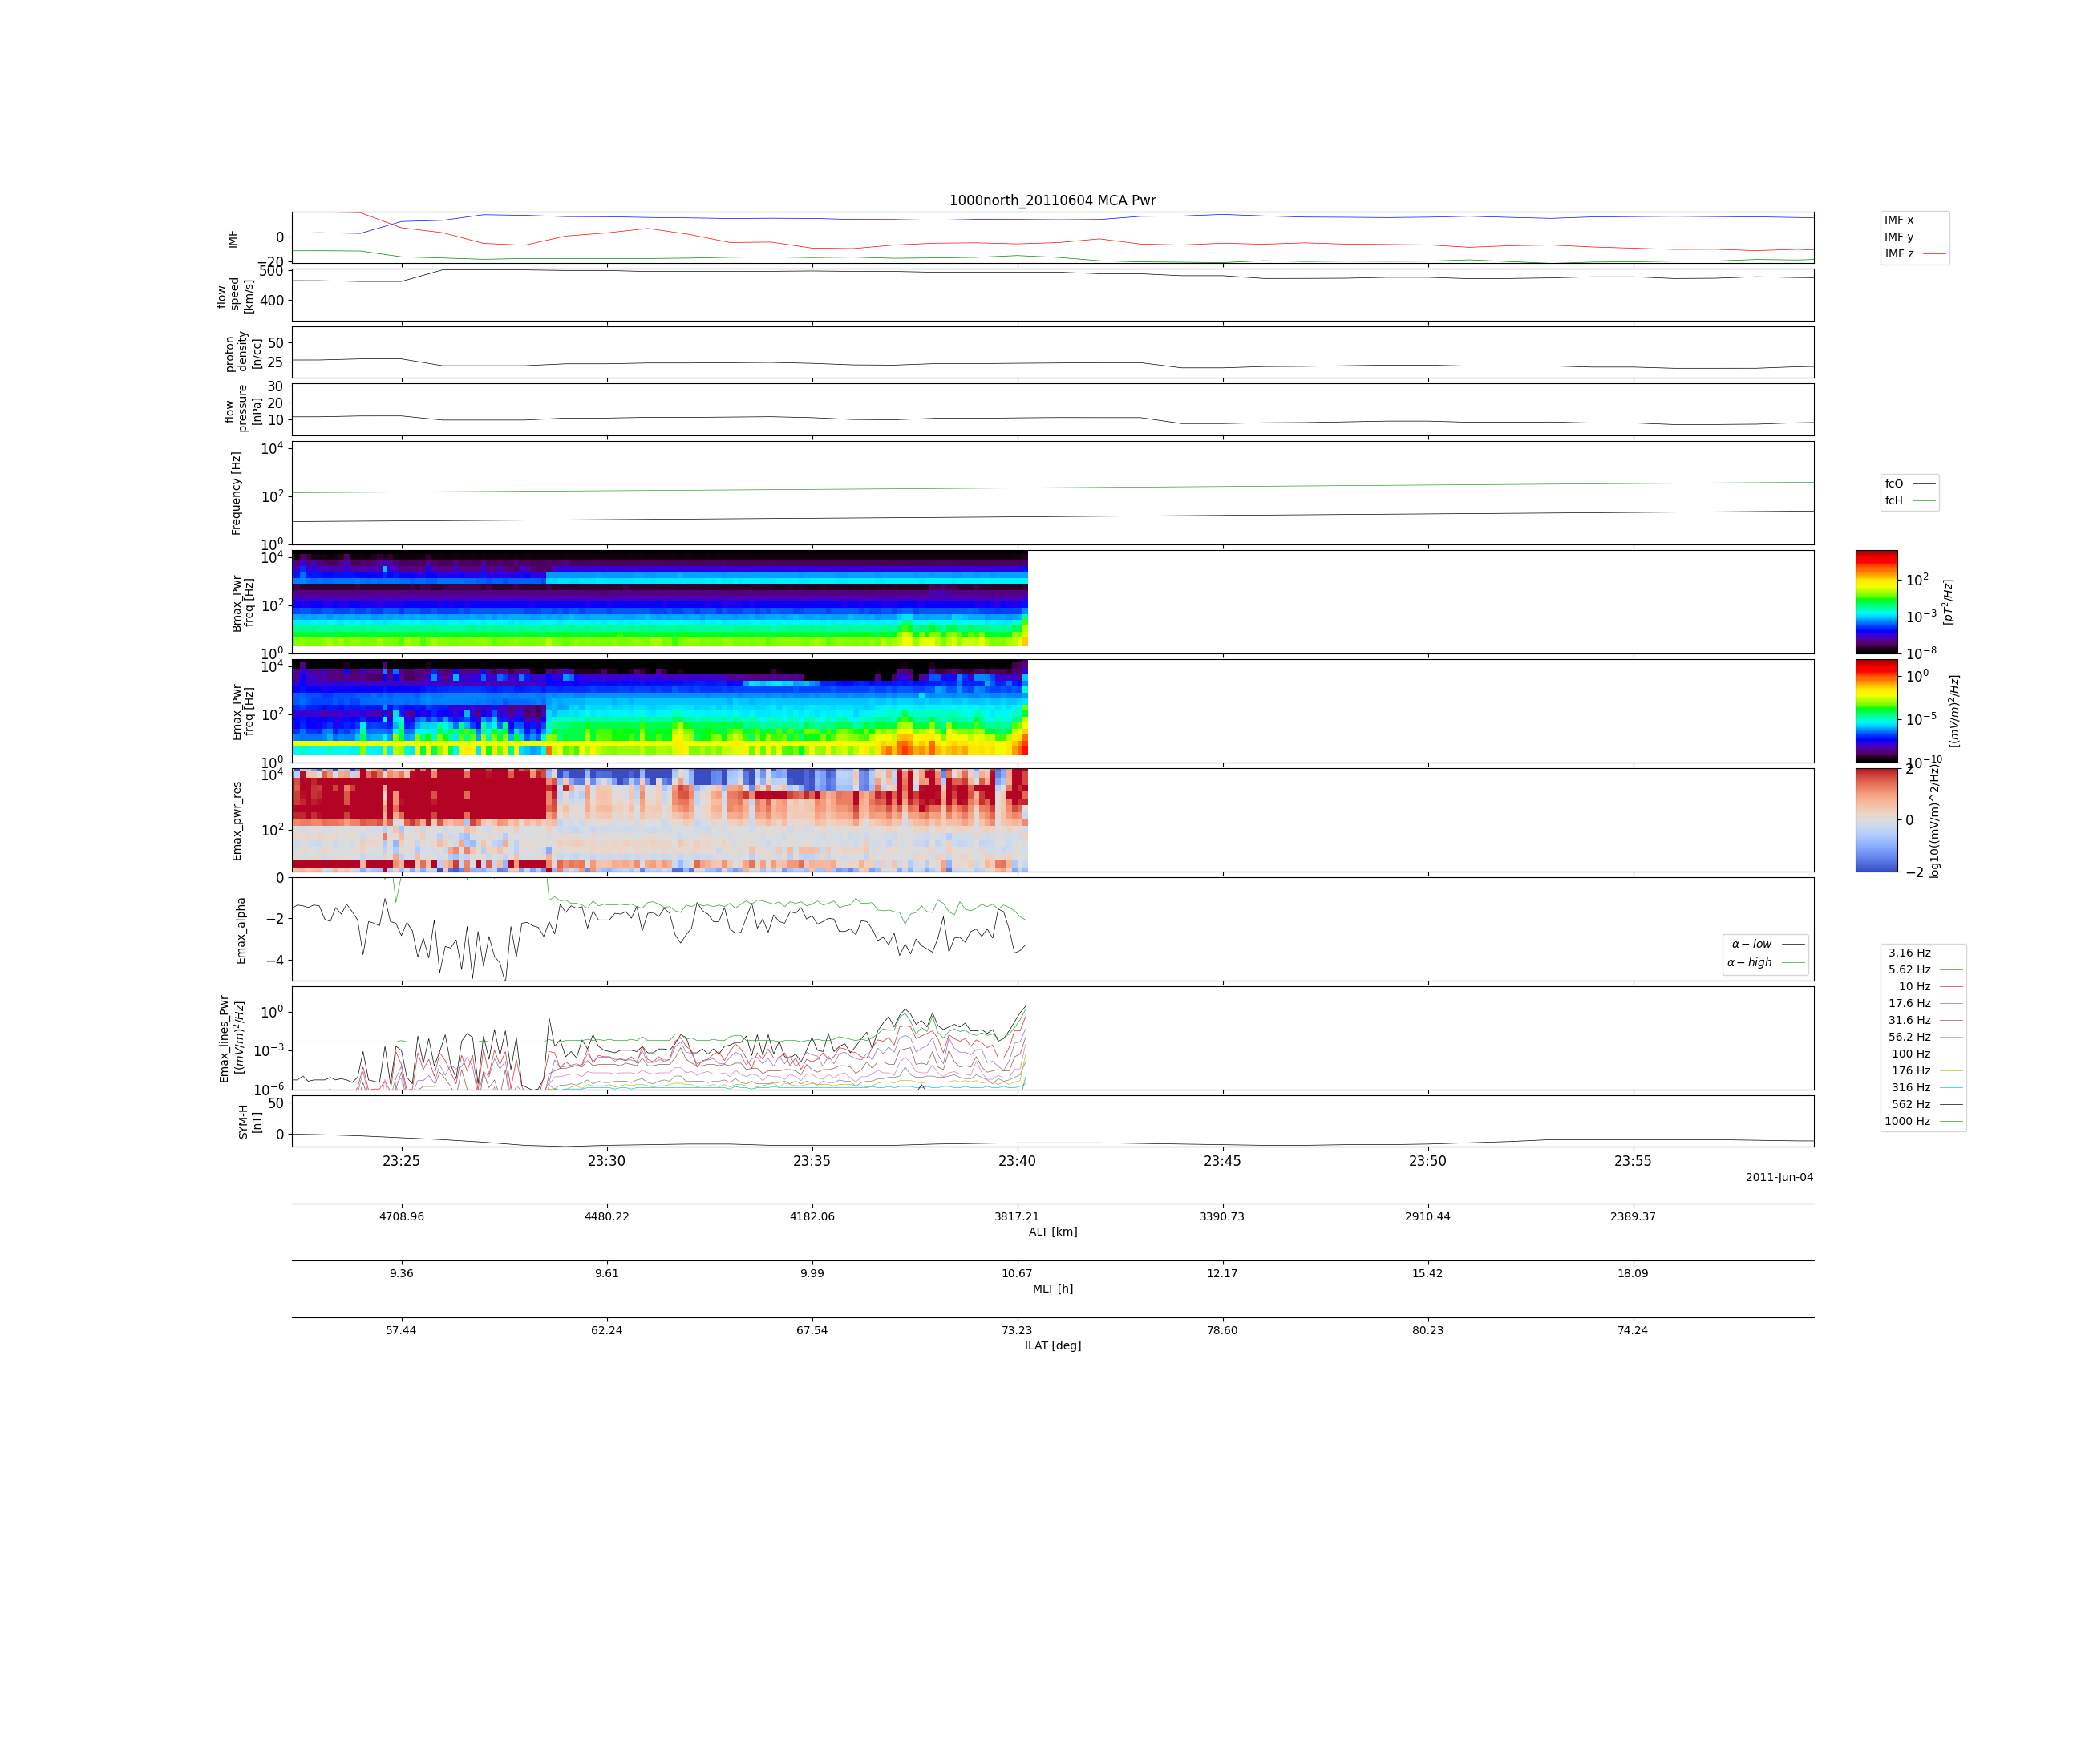 1000north_20110604 MCA Pwr
IMF
0
−20
IMF x
IMF y
IMF z
flow
speed
[km/s]
500
400
proton
density
[n/cc]
50
25
flow
pressure
[nPa]
30
20
10
Frequency [Hz]
10^4
10^2
10^0
fcO
fcH
Bmax_Pwr
freq [Hz]
10^4
10^2
10^0
10^2
10^−3
10^−8
[pT^2/Hz]
Emax_Pwr
freq [Hz]
10^4
10^2
10^0
10^0
10^−5
10^−10
[(mV/m)^2/Hz]
Emax_pwr_res
10^4
10^2
2
0
−2
log10((mV/m)^2/Hz)
Emax_alpha
0
−2
−4
α − low
α − high
Emax_lines_Pwr
[(mV/m)^2/Hz]
10^0
10^−3
10^−6
3.16 Hz
5.62 Hz
10 Hz
17.6 Hz
31.6 Hz
56.2 Hz
100 Hz
176 Hz
316 Hz
562 Hz
1000 Hz
SYM-H
[nT]
50
0
23:25 23:30 23:35 23:40 23:45 23:50 23:55
2011-Jun-04
4708.96 4480.22 4182.06 3817.21 3390.73 2910.44 2389.37
ALT [km]
9.36 9.61 9.99 10.67 12.17 15.42 18.09
MLT [h]
57.44 62.24 67.54 73.23 78.60 80.23 74.24
ILAT [deg]